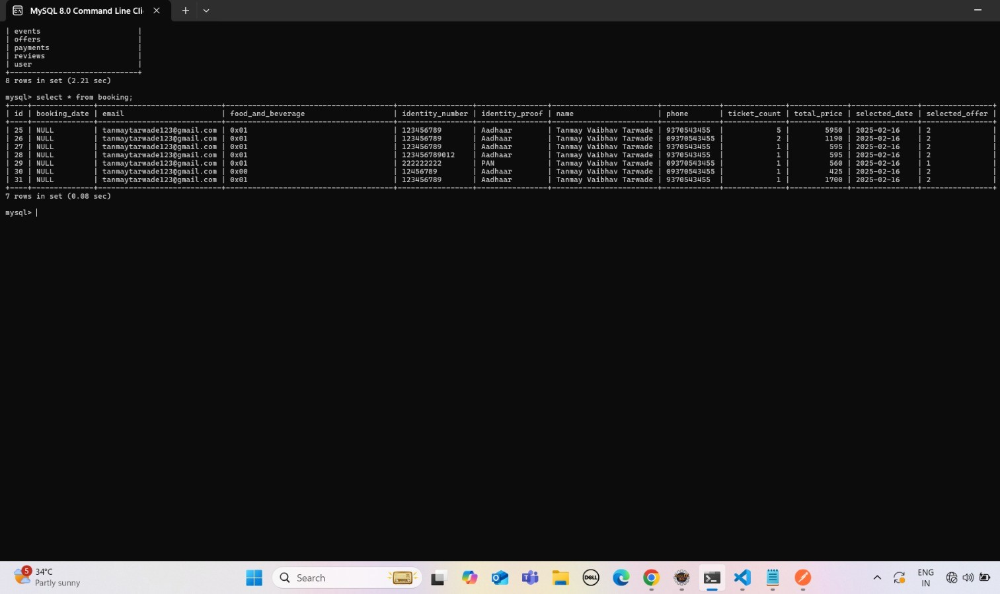 MySQL 8.0 Command Line Cli
| events                     |
| offers                     |
| payments                   |
| reviews                    |
| user                       |
+----------------------------+
8 rows in set (2.21 sec)
mysql> select * from booking;
| id | booking_date | email                     | food_and_beverage | identity_number | identity_proof | name                   | phone       | ticket_count | total_price | selected_date | selected_offer |
| 25 | NULL         | tanmaytarwade123@gmail.com | 0x01 | 123456789       | Aadhaar        | Tanmay Vaibhav Tarwade | 9370543455  |            5 |        5950 | 2025-02-16    | 2              |
| 26 | NULL         | tanmaytarwade123@gmail.com | 0x01 | 123456789       | Aadhaar        | Tanmay Vaibhav Tarwade | 09370543455 |            2 |        1190 | 2025-02-16    | 2              |
| 27 | NULL         | tanmaytarwade123@gmail.com | 0x01 | 123456789       | Aadhaar        | Tanmay Vaibhav Tarwade | 9370543455  |            1 |         595 | 2025-02-16    | 2              |
| 28 | NULL         | tanmaytarwade123@gmail.com | 0x01 | 123456789012    | Aadhaar        | Tanmay Vaibhav Tarwade | 9370543455  |            1 |         595 | 2025-02-16    | 2              |
| 29 | NULL         | tanmaytarwade123@gmail.com | 0x01 | 222222222       | PAN            | Tanmay Vaibhav Tarwade | 09370543455 |            1 |         560 | 2025-02-16    | 1              |
| 30 | NULL         | tanmaytarwade123@gmail.com | 0x00 | 12456789        | Aadhaar        | Tanmay Vaibhav Tarwade | 09370543455 |            1 |         425 | 2025-02-16    | 2              |
| 31 | NULL         | tanmaytarwade123@gmail.com | 0x01 | 123456789       | Aadhaar        | Tanmay Vaibhav Tarwade | 9370543455  |            1 |        1700 | 2025-02-16    | 2              |
7 rows in set (0.08 sec)
mysql>
5
34°C
Partly sunny
Search
DELL
ENG
IN